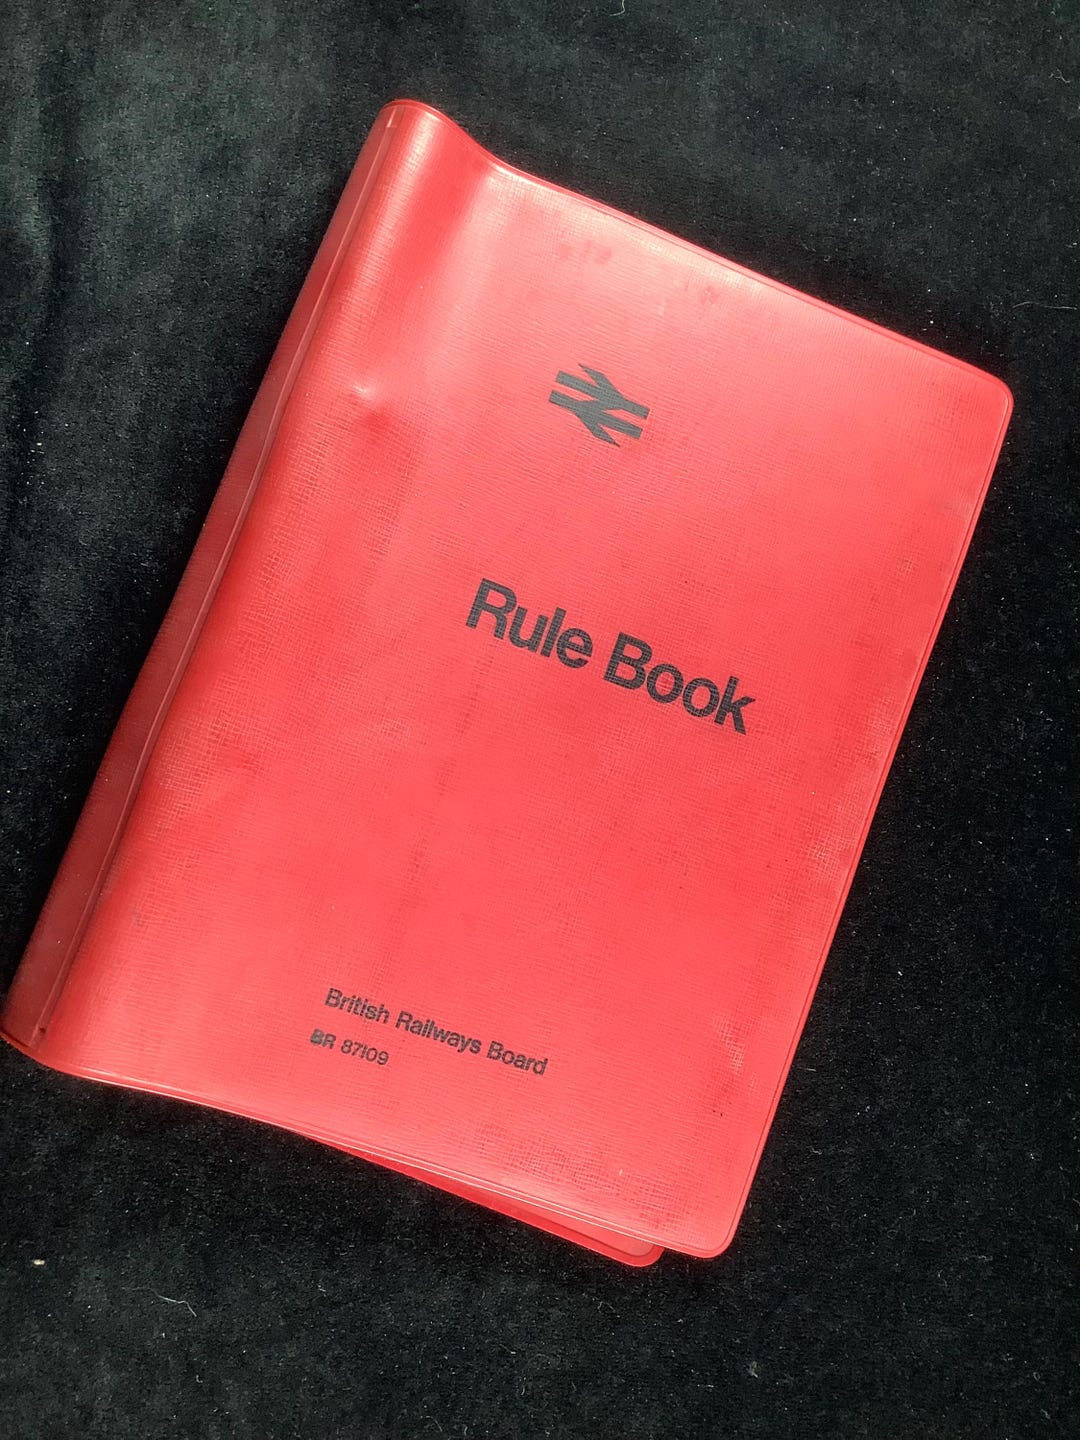 Rule Book
British Railways Board
BR 87109